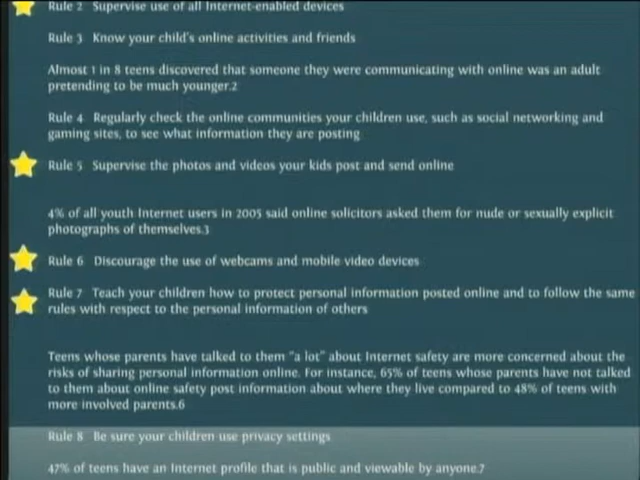 Rule 2 Supervise use of all Internet-enabled devices
Rule 3 Know your child's online activities and friends
Almost 1 in 8 teens discovered that someone they were communicating with online was an adult
pretending to be much younger.2
Rule 4 Regularly check the online communities your children use, such as social networking and
gaming sites, to see what information they are posting
Rule 5 Supervise the photos and videos your kids post and send online
4% of all youth Internet users in 2005 said online solicitors asked them for nude or sexually explicit
photographs of themselves.3
Rule 6 Discourage the use of webcams and mobile video devices
Rule 7 Teach your children how to protect personal information posted online and to follow the same
rules with respect to the personal information of others
Teens whose parents have talked to them "a lot" about Internet safety are more concerned about the
risks of sharing personal information online. For instance, 65% of teens whose parents have not talked
to them about online safety post information about where they live compared to 48% of teens with
more involved parents.6
Rule 8 Be sure your children use privacy settings
47% of teens have an Internet profile that is public and viewable by anyone.7